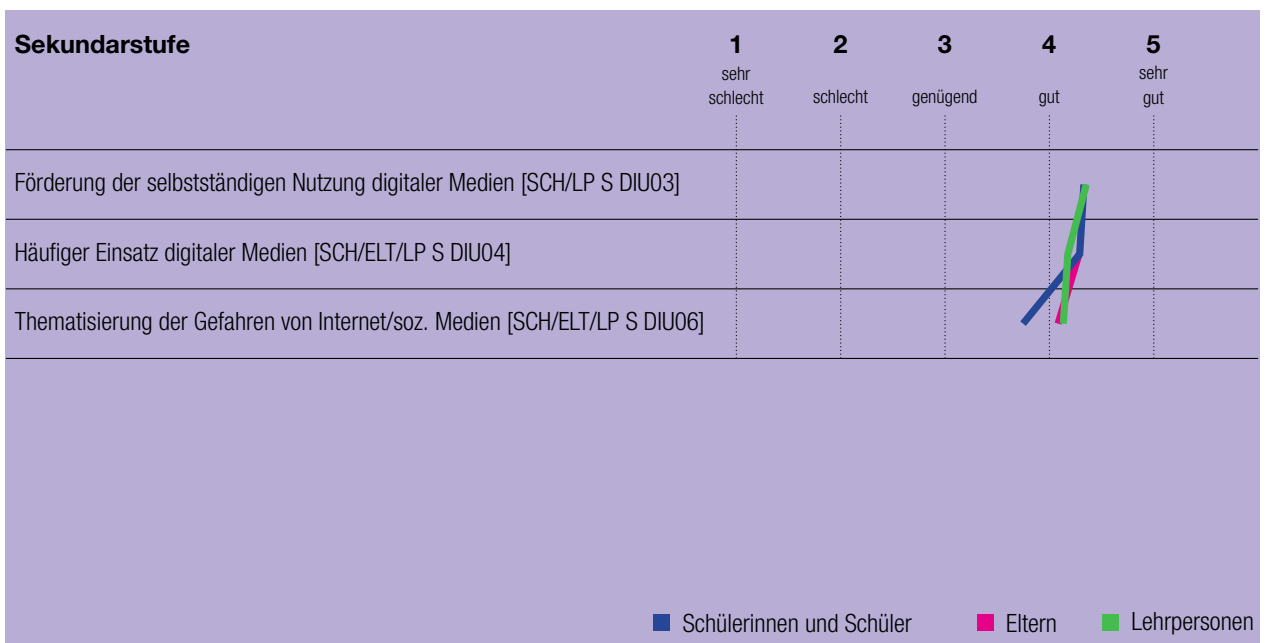 Sekundarstufe 1 2 3 4 5
sehr schlecht schlecht genügend gut sehr gut
Förderung der selbstständigen Nutzung digitaler Medien [SCH/LP S DIU03]
Häufiger Einsatz digitaler Medien [SCH/ELT/LP S DIU04]
Thematisierung der Gefahren von Internet/soz. Medien [SCH/ELT/LP S DIU06]
Schülerinnen und Schüler Eltern Lehrpersonen